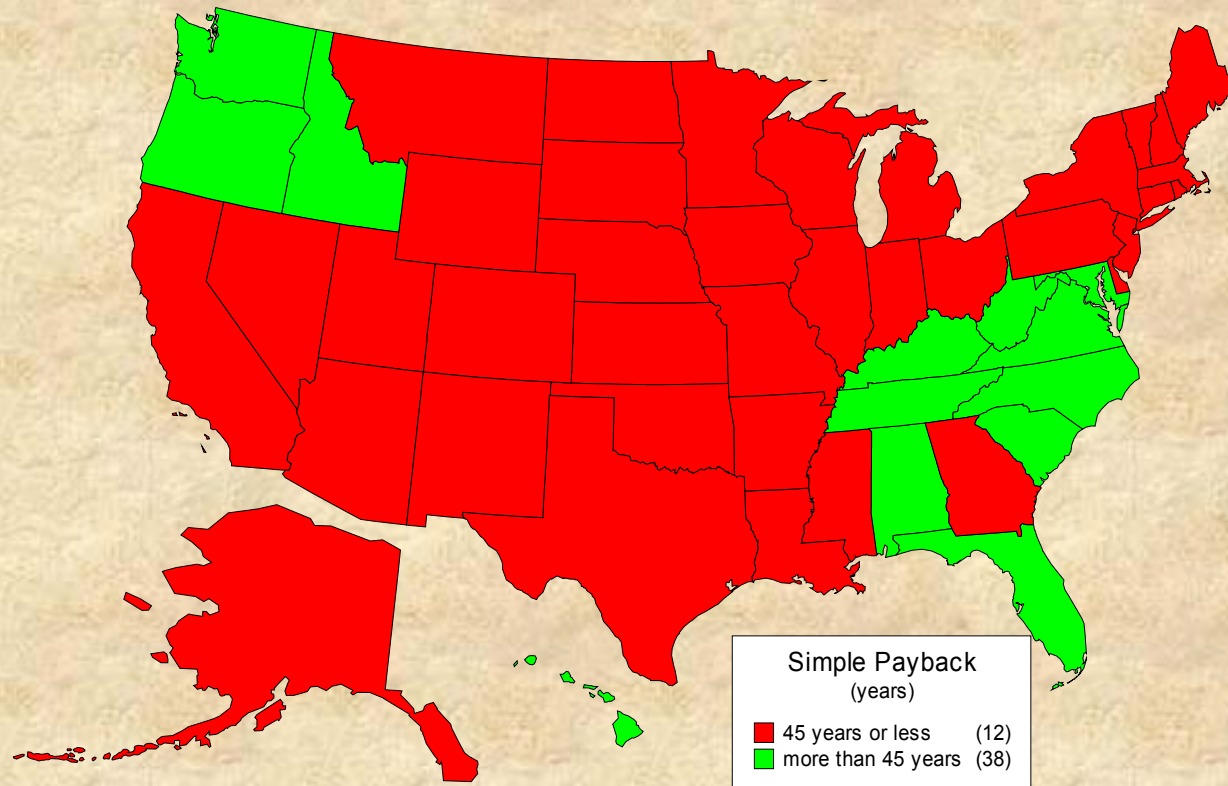 Simple Payback
(years)
45 years or less (12)
more than 45 years (38)